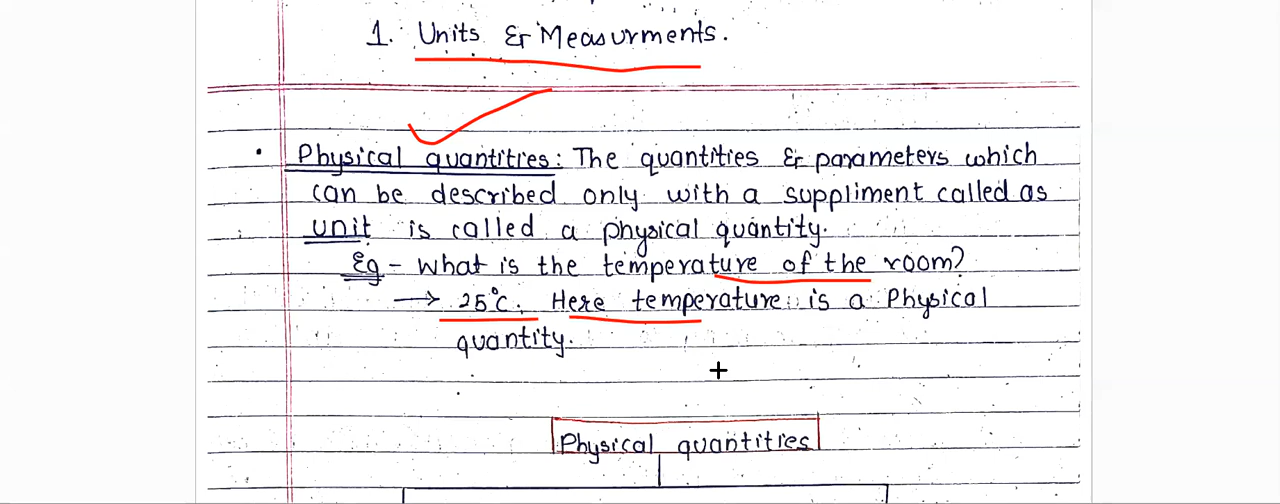 1. Units & Measurments.
• Physical quantities: The quantities & parameters which
can be described only with a suppliment called as
unit is called a physical quantity.
Eg - What is the temperature of the room?
→ 25°C. Here temperature is a Physical
quantity.
Physical quantities